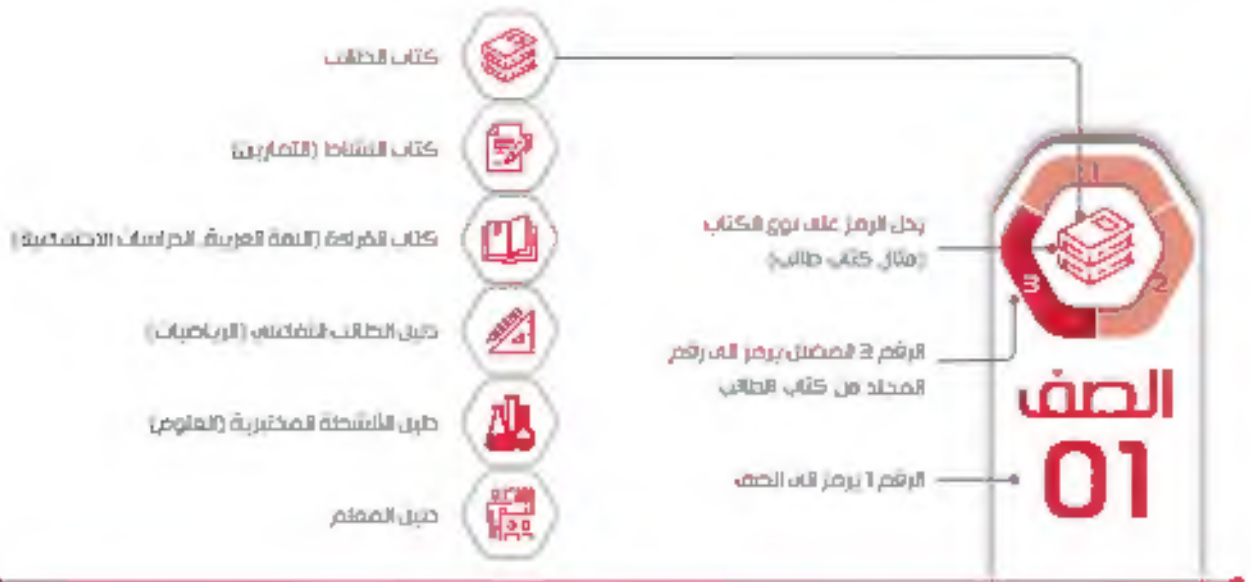 كتاب الطالب
كتاب النشاط (التمارين)
كتاب القراءة (اللغة العربية، الدراسات الاجتماعية)
دليل الطالب التفاعلي (الرياضيات)
دليل الأنشطة المختبرية (العلوم)
دليل المعلم
يدل الرمز على نوع الكتاب
(مثال: كتاب طالب)
الرقم 3 المضلل يرمز الى رقم
المجلد من كتاب الطالب
الرقم 1 يرمز الى الصف
1
2
3
الصف
01